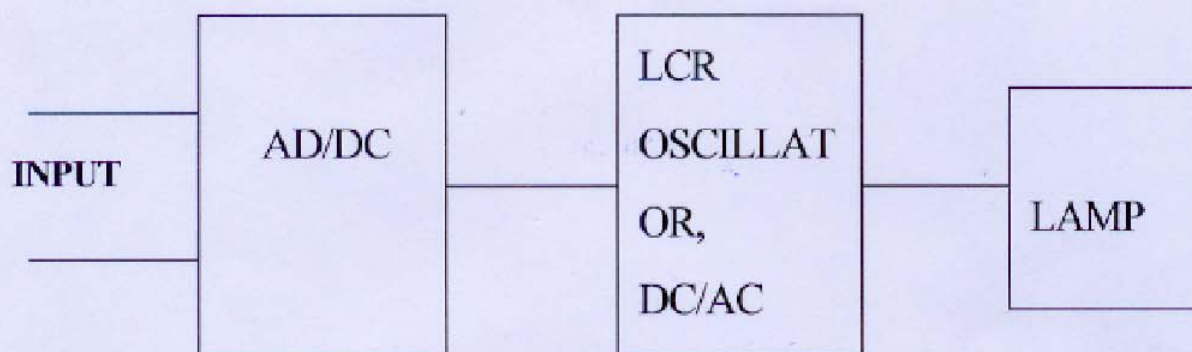 INPUT
AD/DC
LCR
OSCILLAT
OR,
DC/AC
LAMP